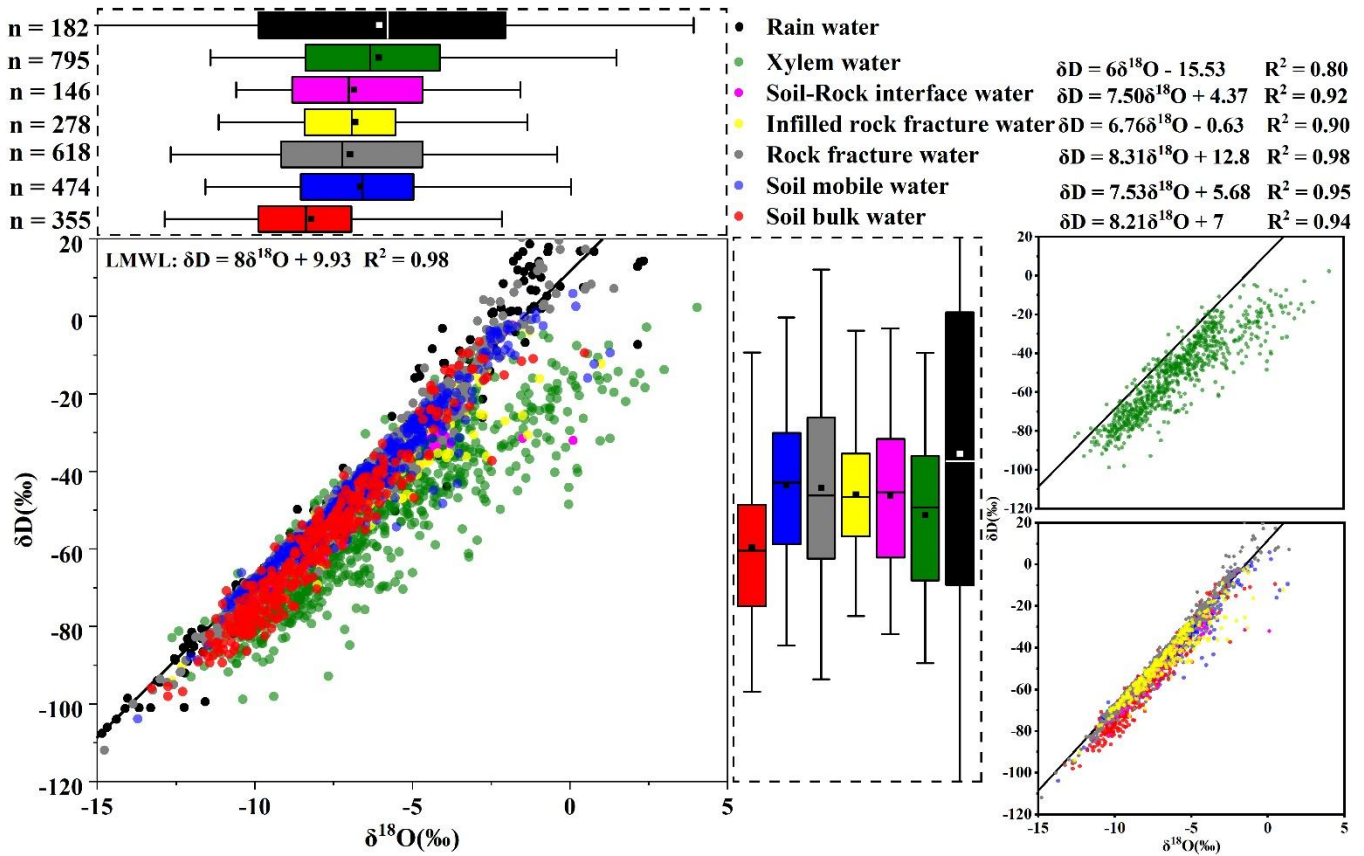 n = 182
n = 795
n = 146
n = 278
n = 618
n = 474
n = 355
Rain water
Xylem water δD = 6δ¹⁸O - 15.53 R² = 0.80
Soil-Rock interface water δD = 7.50δ¹⁸O + 4.37 R² = 0.92
Infilled rock fracture water δD = 6.76δ¹⁸O - 0.63 R² = 0.90
Rock fracture water δD = 8.31δ¹⁸O + 12.8 R² = 0.98
Soil mobile water δD = 7.53δ¹⁸O + 5.68 R² = 0.95
Soil bulk water δD = 8.21δ¹⁸O + 7 R² = 0.94
LMWL: δD = 8δ¹⁸O + 9.93 R² = 0.98
20
0
-20
-40
-60
-80
-100
-120
δD(‰)
-15 -10 -5 0 5
δ¹⁸O(‰)
20
0
-20
-40
-60
-80
-100
-120
δD(‰)
20
0
-20
-40
-60
-80
-100
-120
-15 -10 -5 0 5
δ¹⁸O(‰)